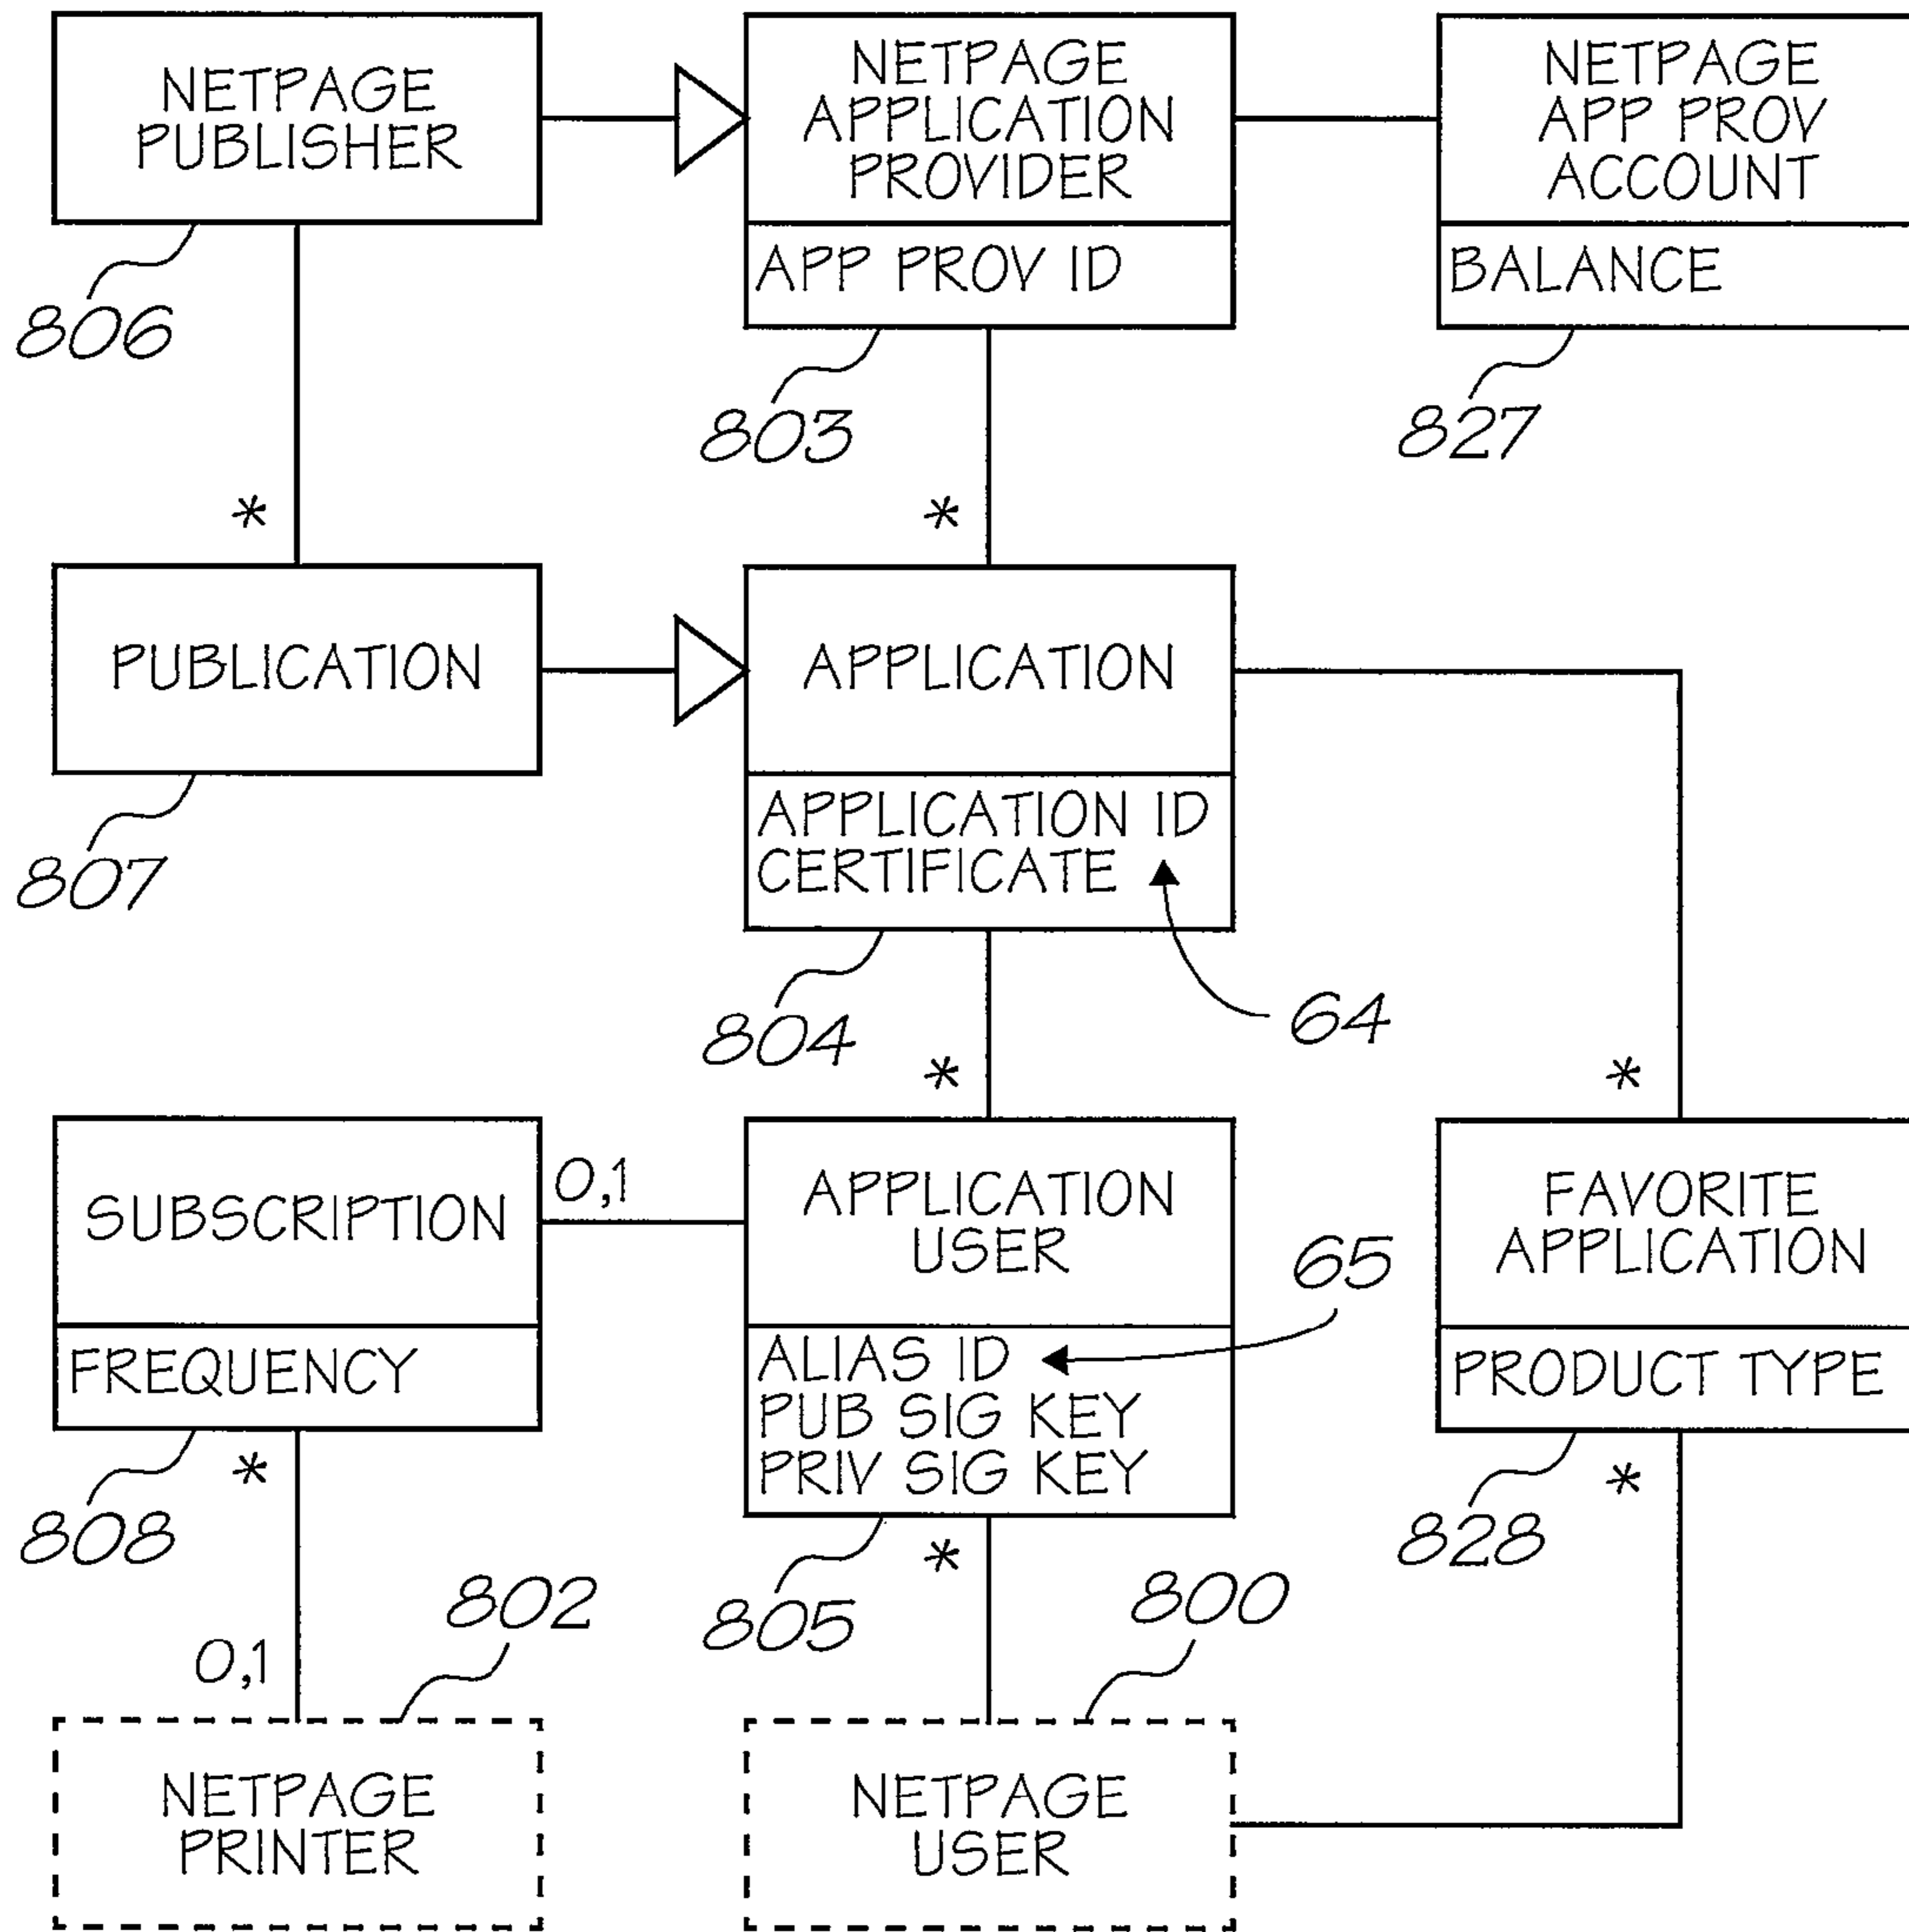 NETPAGE
PUBLISHER
806
NETPAGE
APPLICATION
PROVIDER
APP PROV ID
803
NETPAGE
APP PROV
ACCOUNT
BALANCE
827
*
*
PUBLICATION
807
APPLICATION
APPLICATION ID
CERTIFICATE
64
804
*
*
SUBSCRIPTION
FREQUENCY
0,1
808
*
APPLICATION
USER
65
ALIAS ID
PUB SIG KEY
PRIV SIG KEY
805
*
FAVORITE
APPLICATION
PRODUCT TYPE
828
*
802
800
0,1
NETPAGE
PRINTER
NETPAGE
USER